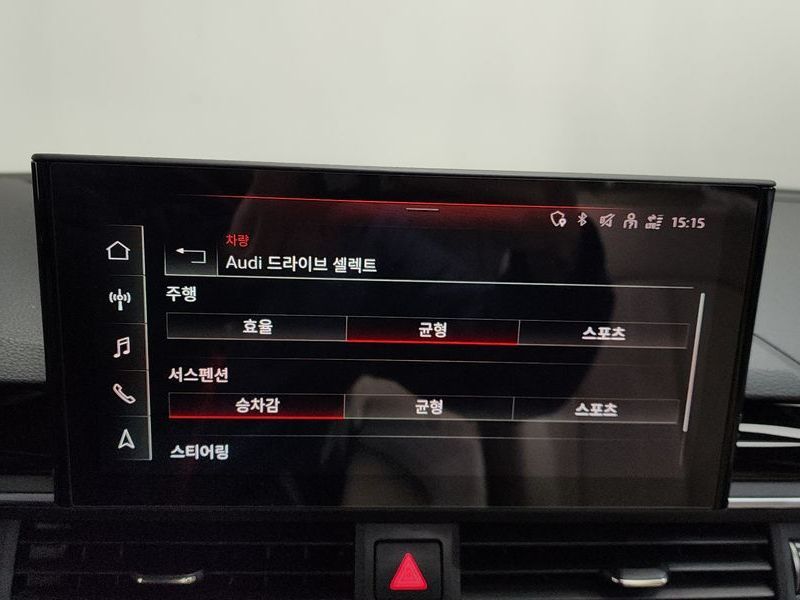 15:15
차량
Audi 드라이브 셀렉트
주행
효율 균형 스포츠
서스펜션
승차감 균형 스포츠
스티어링